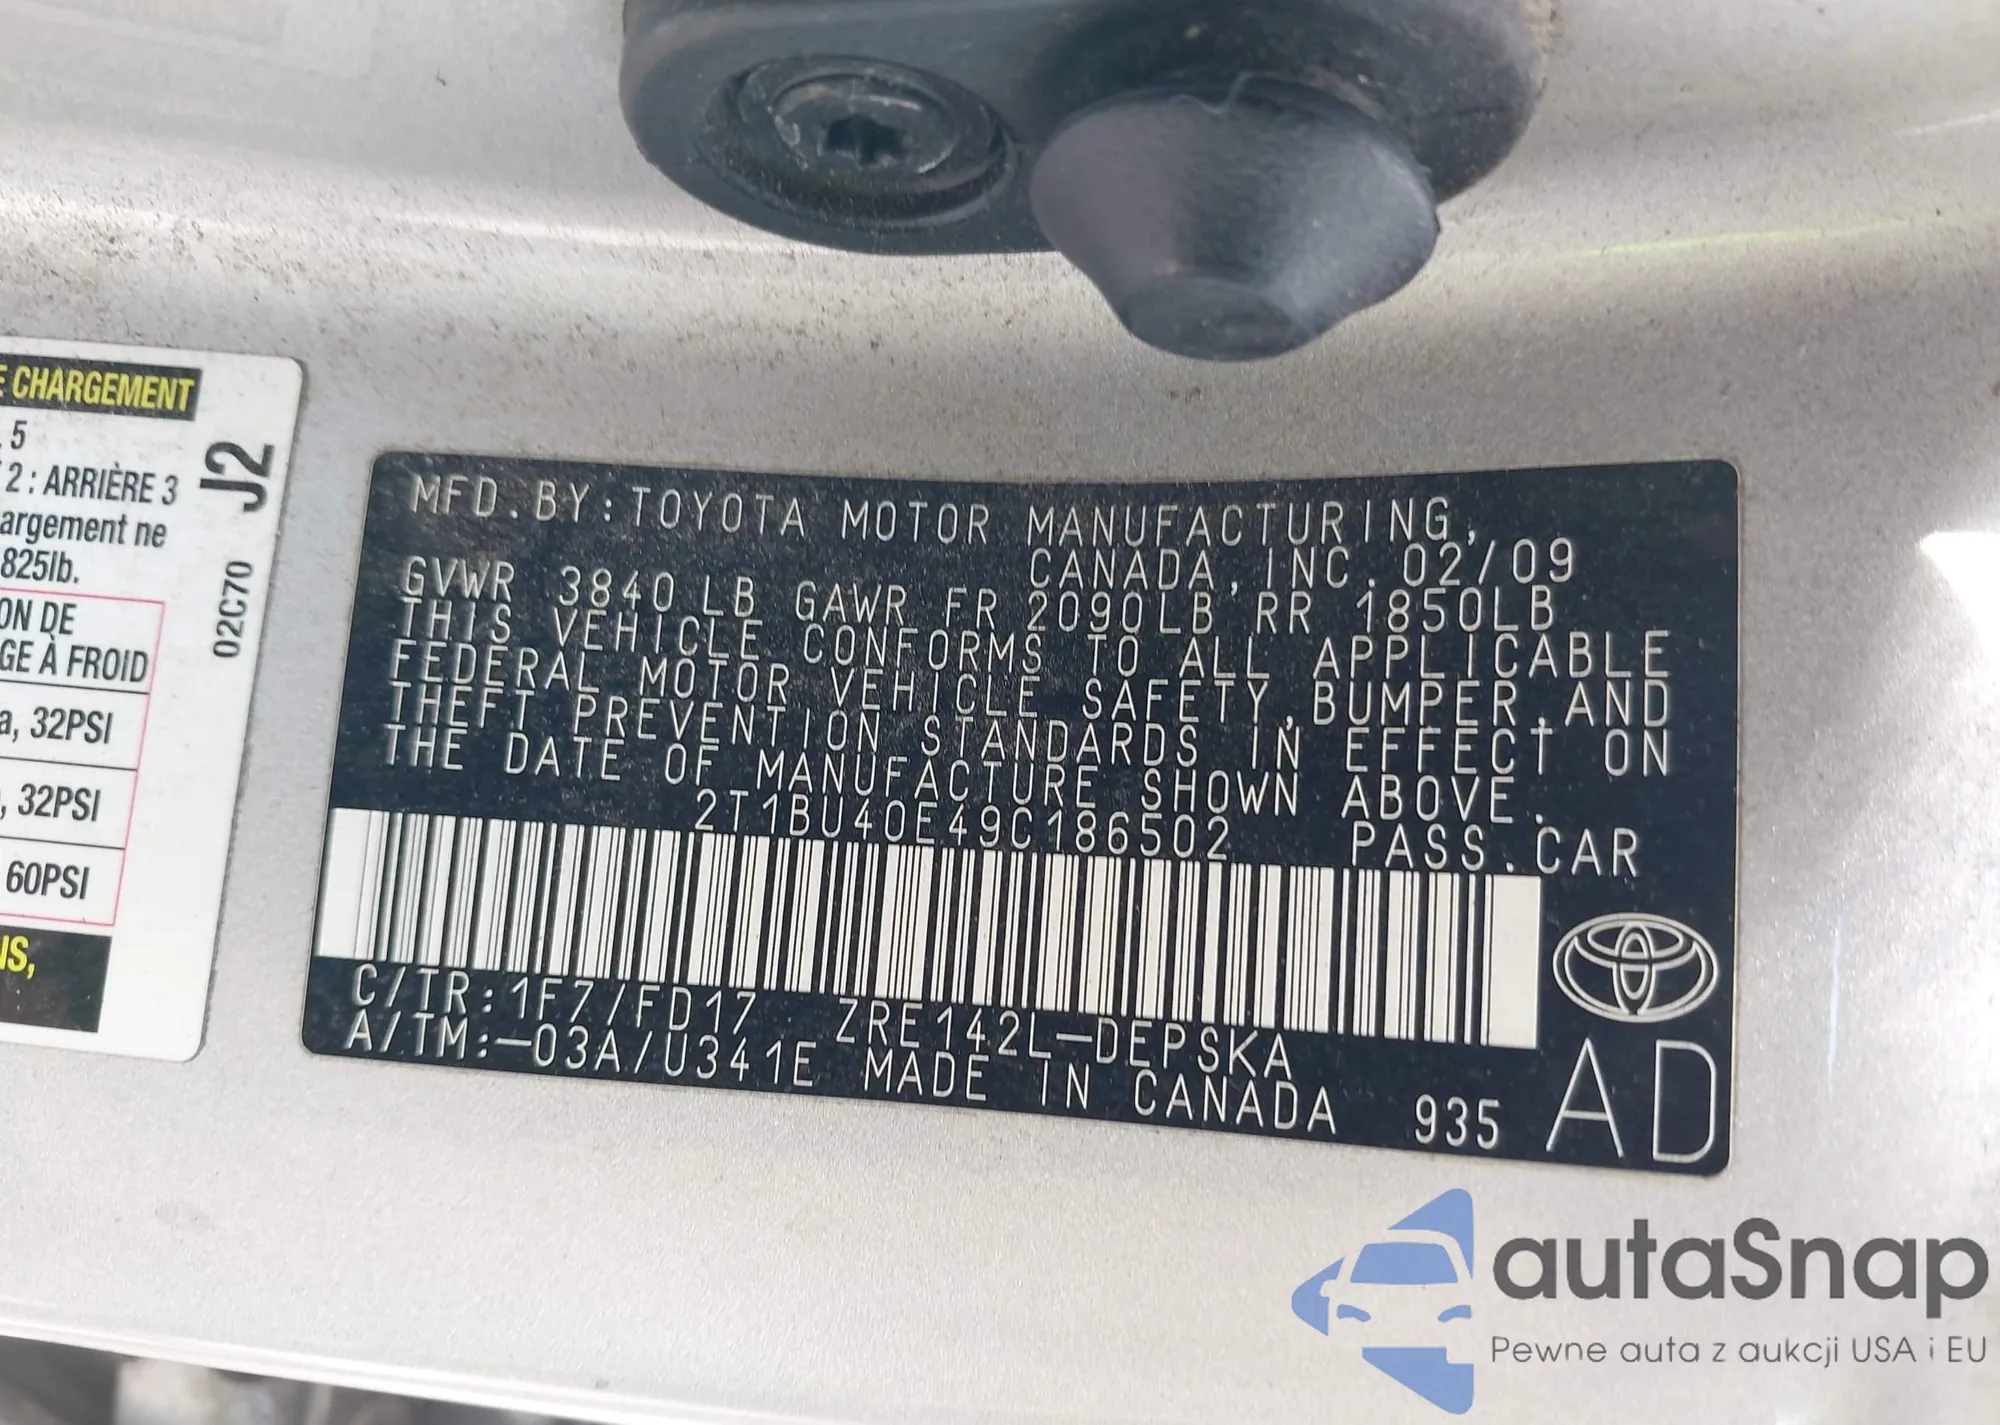 E CHARGEMENT
5
2 : ARRIÈRE 3
argement ne
825lb.
ON DE
GE À FROID
a, 32PSI
, 32PSI
60PSI
IS,
J2
02C70
MFD. BY: TOYOTA MOTOR MANUFACTURING,
CANADA, INC. 02/09
GVWR 3840 LB GAWR FR 2090LB RR 1850LB
THIS VEHICLE CONFORMS TO ALL APPLICABLE
FEDERAL MOTOR VEHICLE SAFETY, BUMPER, AND
THEFT PREVENTION STANDARDS IN EFFECT ON
THE DATE OF MANUFACTURE SHOWN ABOVE.
2T1BU40E49C186502 PASS. CAR
C/TR: 1F7/FD17 ZRE142L-DEPSKA
A/TM: -03A/U341E MADE IN CANADA 935 AD
autaSnap
Pewne auta z aukcji USA i EU